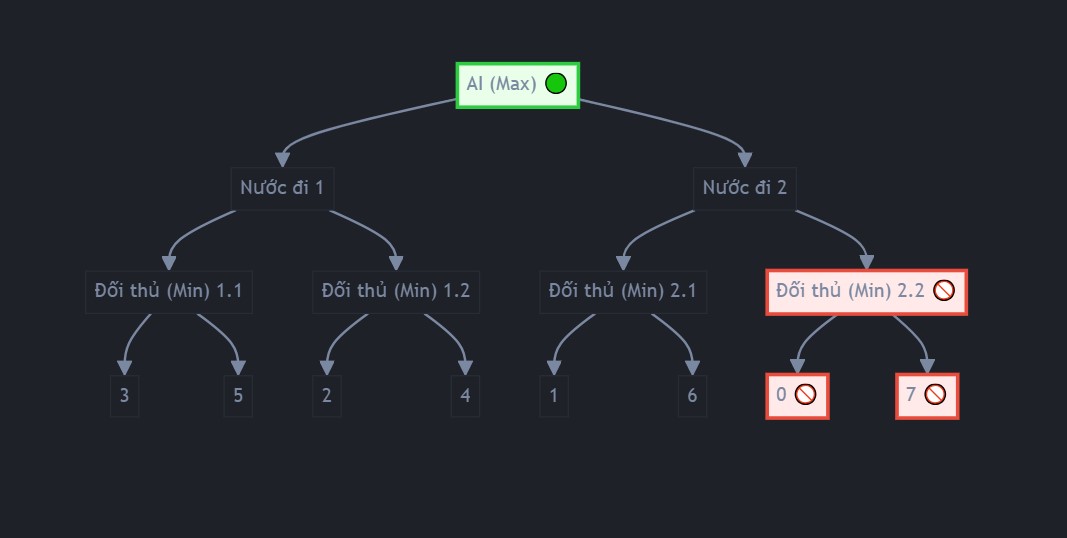 AI (Max)
Nước đi 1
Nước đi 2
Đối thủ (Min) 1.1
Đối thủ (Min) 1.2
Đối thủ (Min) 2.1
Đối thủ (Min) 2.2
3
5
2
4
1
6
0
7